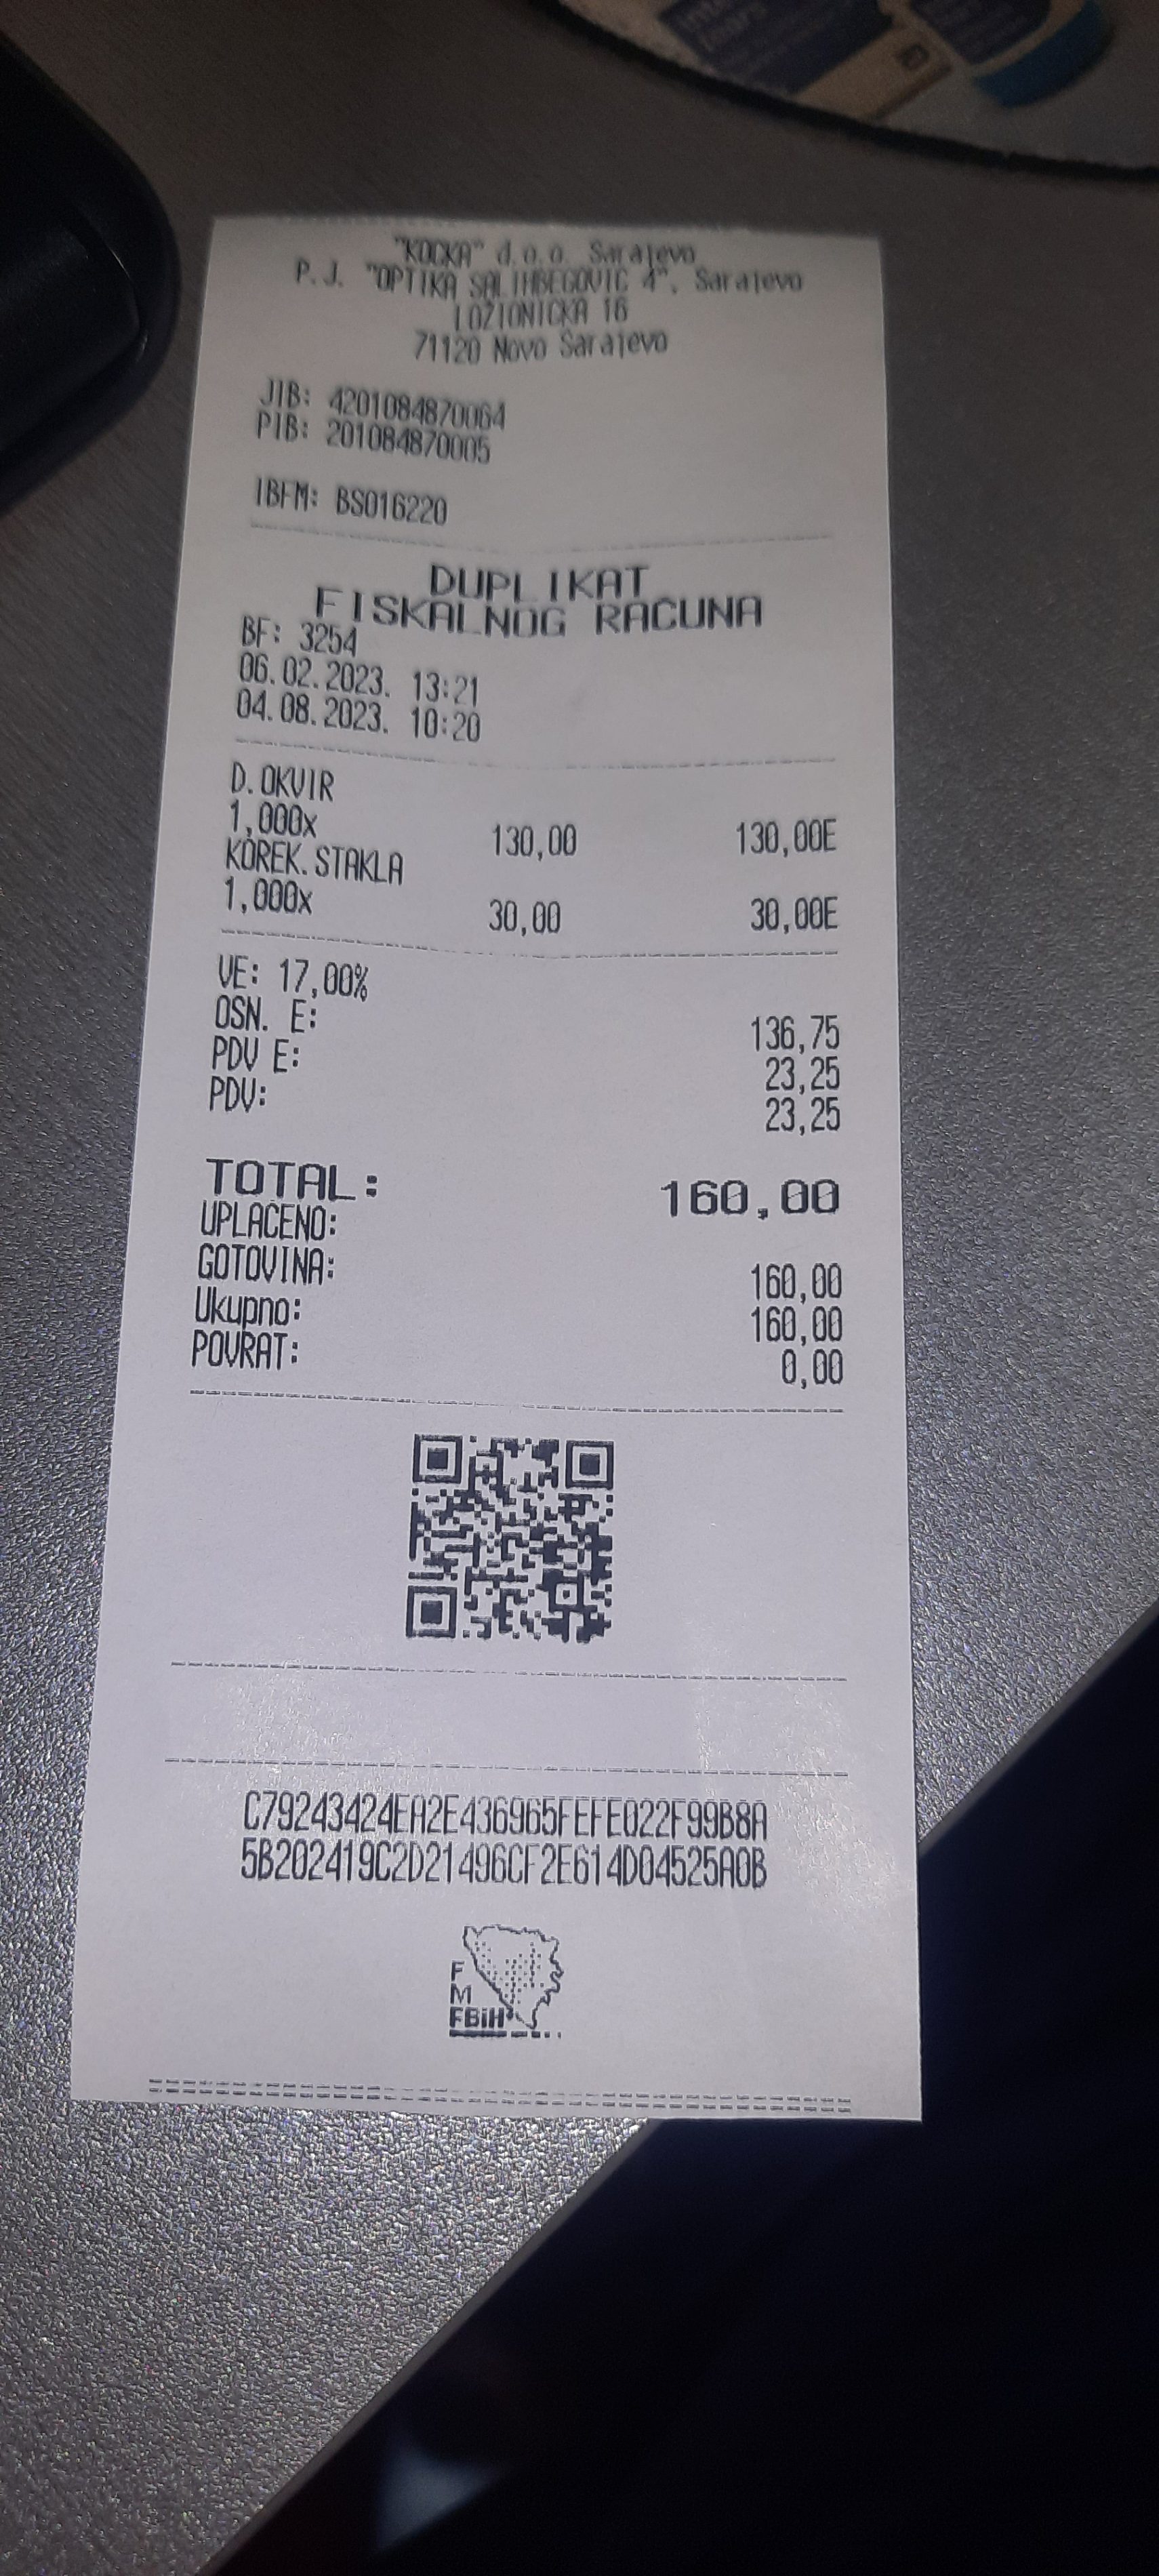 "KOCKA" d.o.o. Sarajevo
P.J. "OPTIKA SALIHBEGOVIC 4", Sarajevo
LOŽIONICKA 16
71120 Novo Sarajevo
JIB: 4201084870064
PIB: 201084870005
IBFM: BS016220
DUPLIKAT
FISKALNOG RACUNA
BF: 3254
06.02.2023. 13:21
04.08.2023. 10:20
D.OKVIR
1,000x 130,00 130,00E
KOREK.STAKLA
1,000x 30,00 30,00E
VE: 17,00%
OSN. E: 136,75
PDV E: 23,25
PDV: 23,25
TOTAL: 160,00
UPLAĆENO:
GOTOVINA: 160,00
Ukupno: 160,00
POVRAT: 0,00
C79243424EA2E436965FEFE022F99B8A
5B202419C2D21496CF2E614D04525A0B
F
M
FBiH